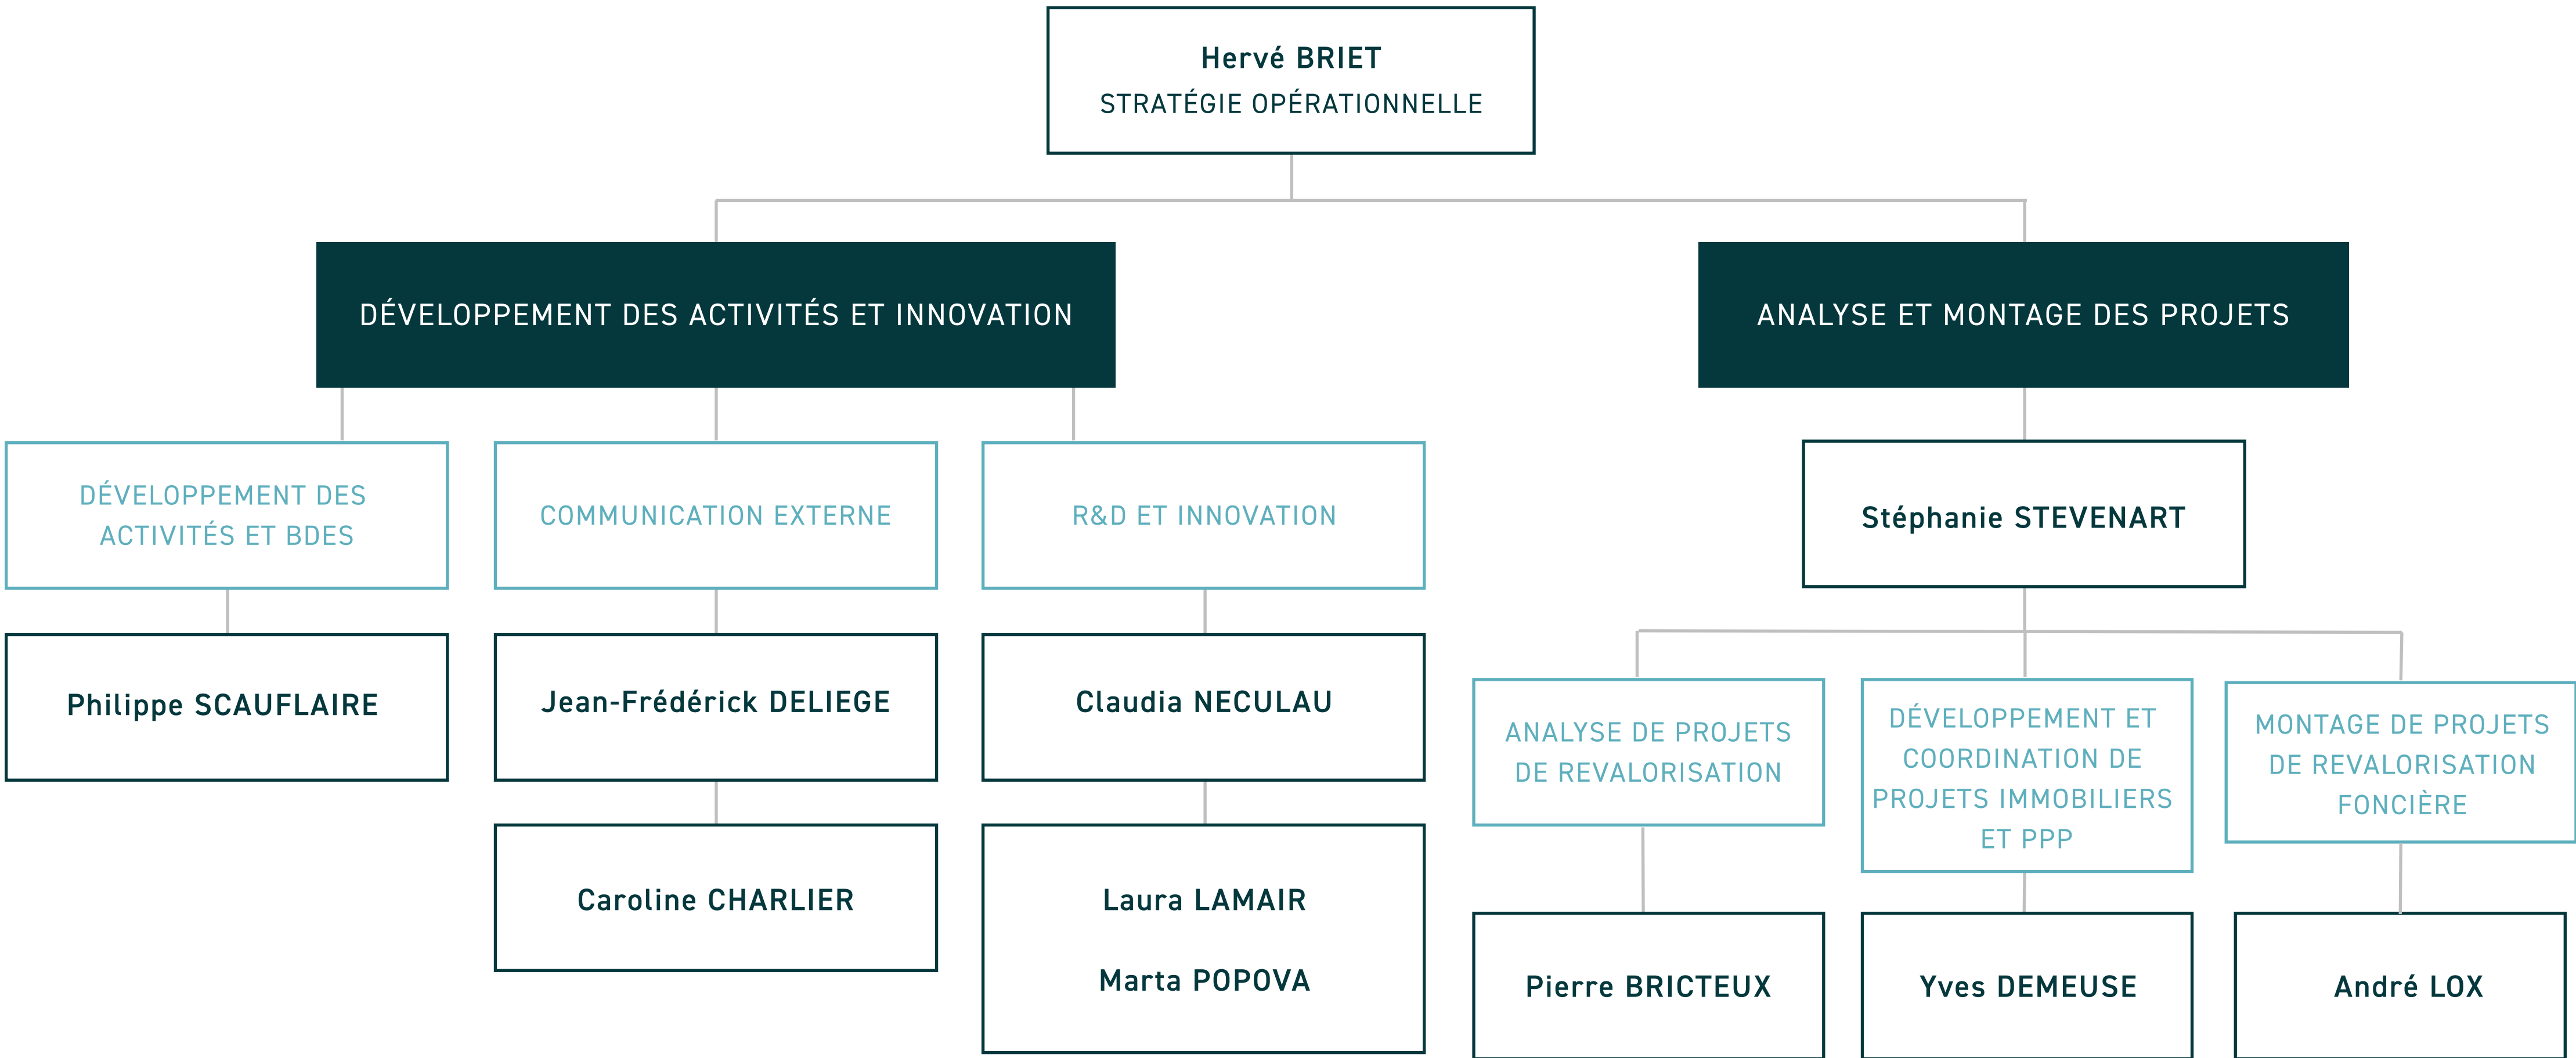 Hervé BRIET
STRATÉGIE OPÉRATIONNELLE
DÉVELOPPEMENT DES ACTIVITÉS ET INNOVATION
ANALYSE ET MONTAGE DES PROJETS
DÉVELOPPEMENT DES
ACTIVITÉS ET BDES
COMMUNICATION EXTERNE
R&D ET INNOVATION
Stéphanie STEVENART
Philippe SCAUFLAIRE
Jean-Frédérick DELIEGE
Claudia NECULAU
Caroline CHARLIER
Laura LAMAIR
Marta POPOVA
ANALYSE DE PROJETS
DE REVALORISATION
DÉVELOPPEMENT ET
COORDINATION DE
PROJETS IMMOBILIERS
ET PPP
MONTAGE DE PROJETS
DE REVALORISATION
FONCIÈRE
Pierre BRICTEUX
Yves DEMEUSE
André LOX